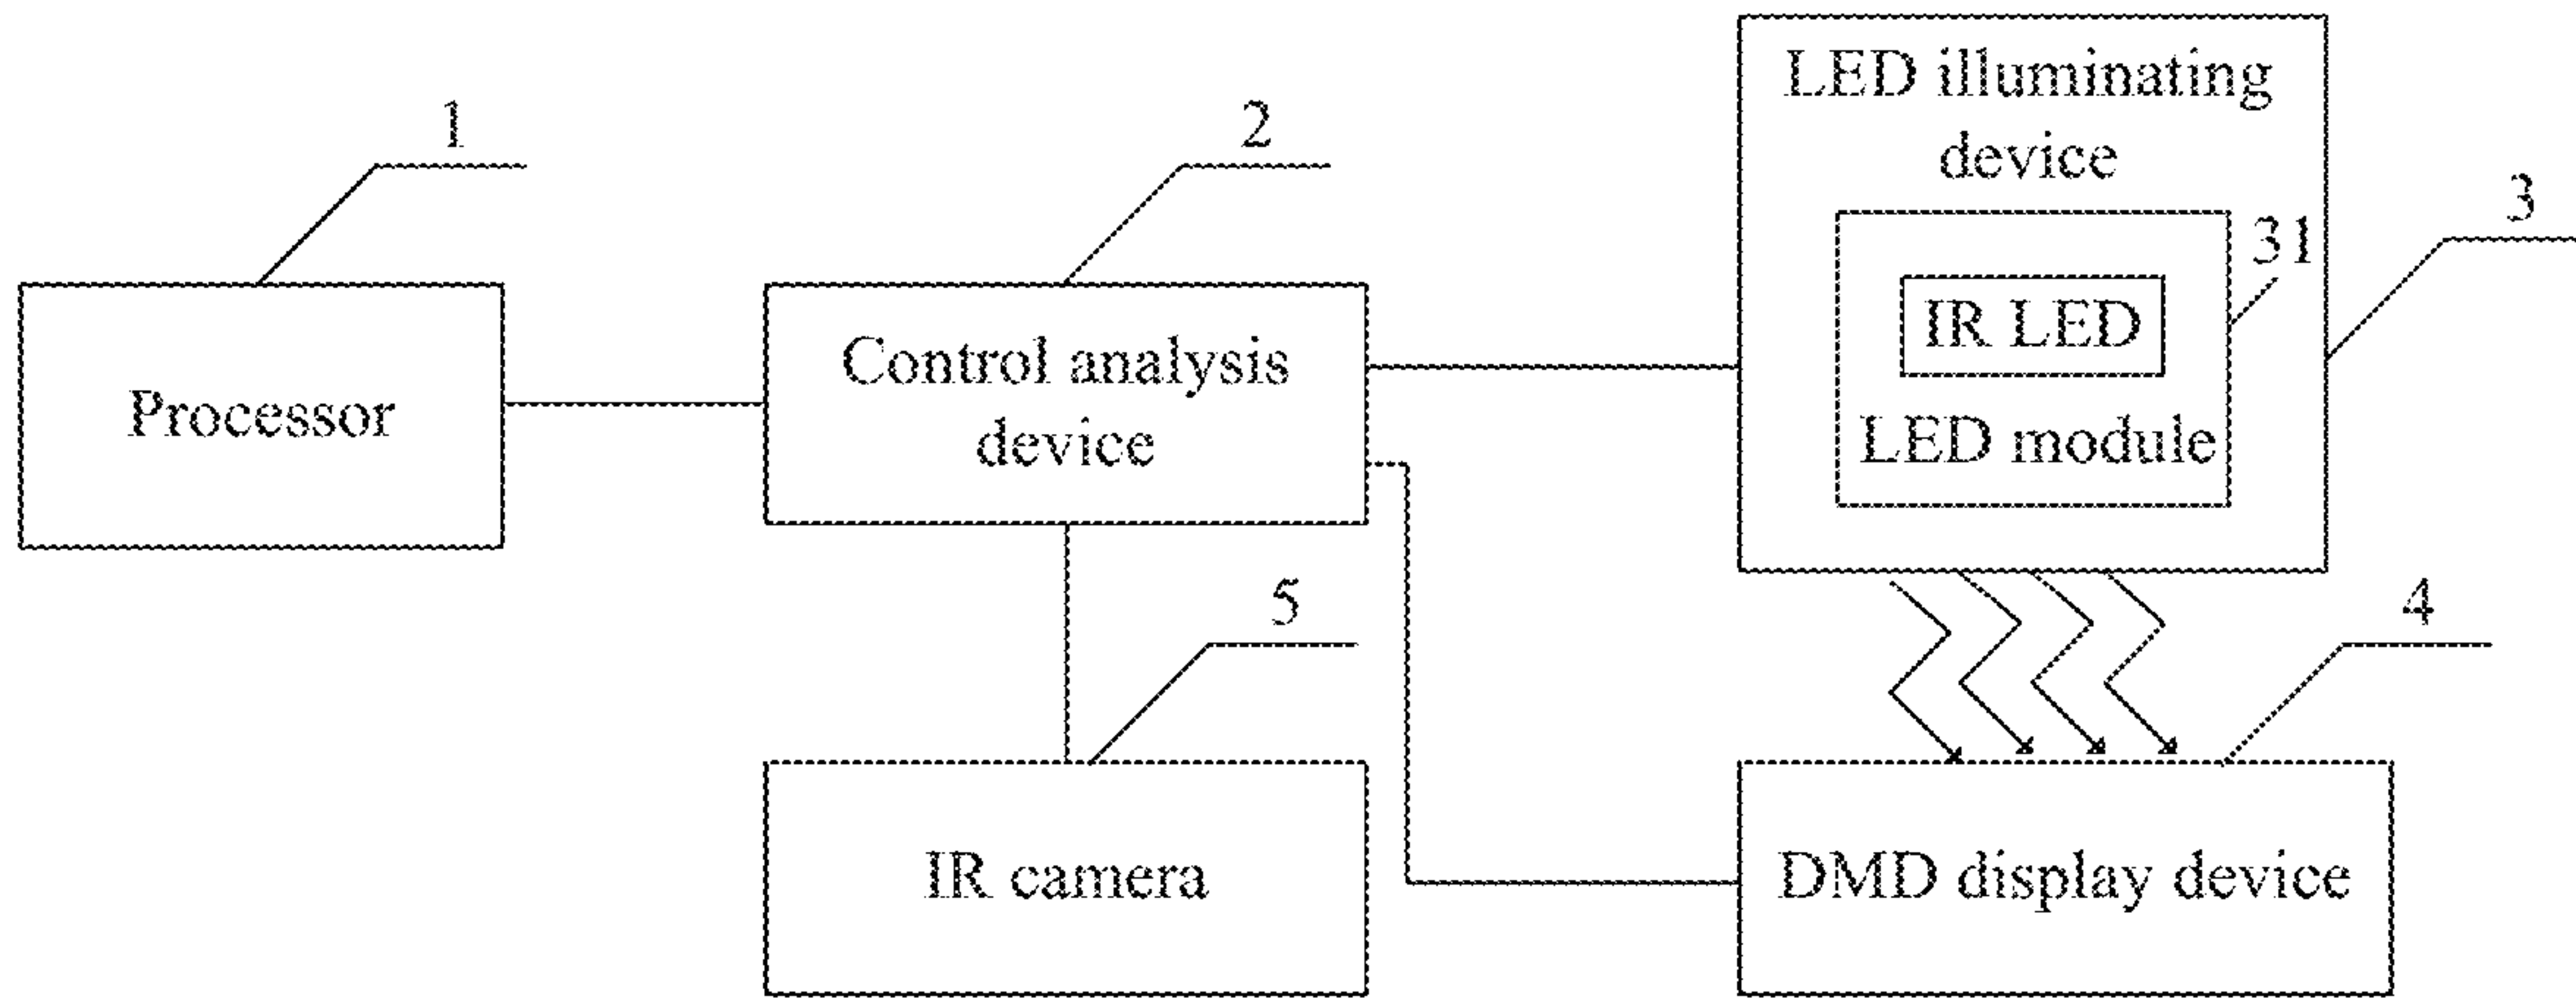 1
2
LED illuminating
device
3
31
IR LED
LED module
Processor
Control analysis
device
5
4
IR camera
DMD display device